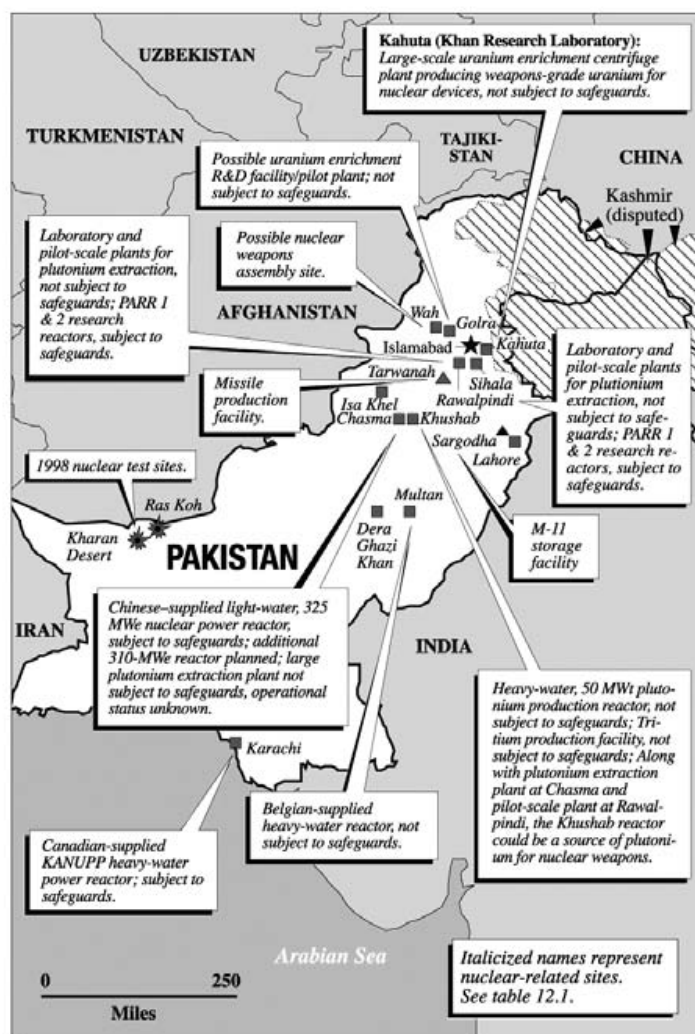 UZBEKISTAN
Kahuta (Khan Research Laboratory):
Large-scale uranium enrichment centrifuge
plant producing weapons-grade uranium for
nuclear devices, not subject to safeguards.
TURKMENISTAN
TAJIKI-
STAN
CHINA
Possible uranium enrichment
R&D facility/pilot plant; not
subject to safeguards.
Kashmir
(disputed)
Laboratory and
pilot-scale plants for
plutonium extraction,
not subject to
safeguards; PARR 1
& 2 research
reactors, subject to
safeguards.
Possible nuclear
weapons
assembly site.
AFGHANISTAN
Wah
Golra
Islamabad
Kahuta
Tarwanah
Sihala
Rawalpindi
Laboratory and
pilot-scale plants
for plutionium
extraction, not
subject to safe-
guards; PARR 1
& 2 research re-
actors, subject to
safeguards.
Missile
production
facility.
Isa Khel
Chasma
Khushab
Sargodha
Lahore
1998 nuclear test sites.
Ras Koh
Kharan
Desert
Multan
Dera
Ghazi
Khan
M-11
storage
facility
PAKISTAN
IRAN
Chinese–supplied light-water, 325
MWe nuclear power reactor,
subject to safeguards; additional
310-MWe reactor planned; large
plutonium extraction plant not
subject to safeguards, operational
status unknown.
INDIA
Heavy-water, 50 MWt pluto-
nium production reactor, not
subject to safeguards; Tri-
tium production facility, not
subject to safeguards; Along
with plutonium extraction
plant at Chasma and
pilot-scale plant at Rawal-
pindi, the Khushab reactor
could be a source of plutoni-
um for nuclear weapons.
Karachi
Belgian-supplied
heavy-water reactor, not
subject to safeguards.
Canadian-supplied
KANUPP heavy-water
power reactor; subject to
safeguards.
Arabian Sea
0 250
Miles
Italicized names represent
nuclear-related sites.
See table 12.1.